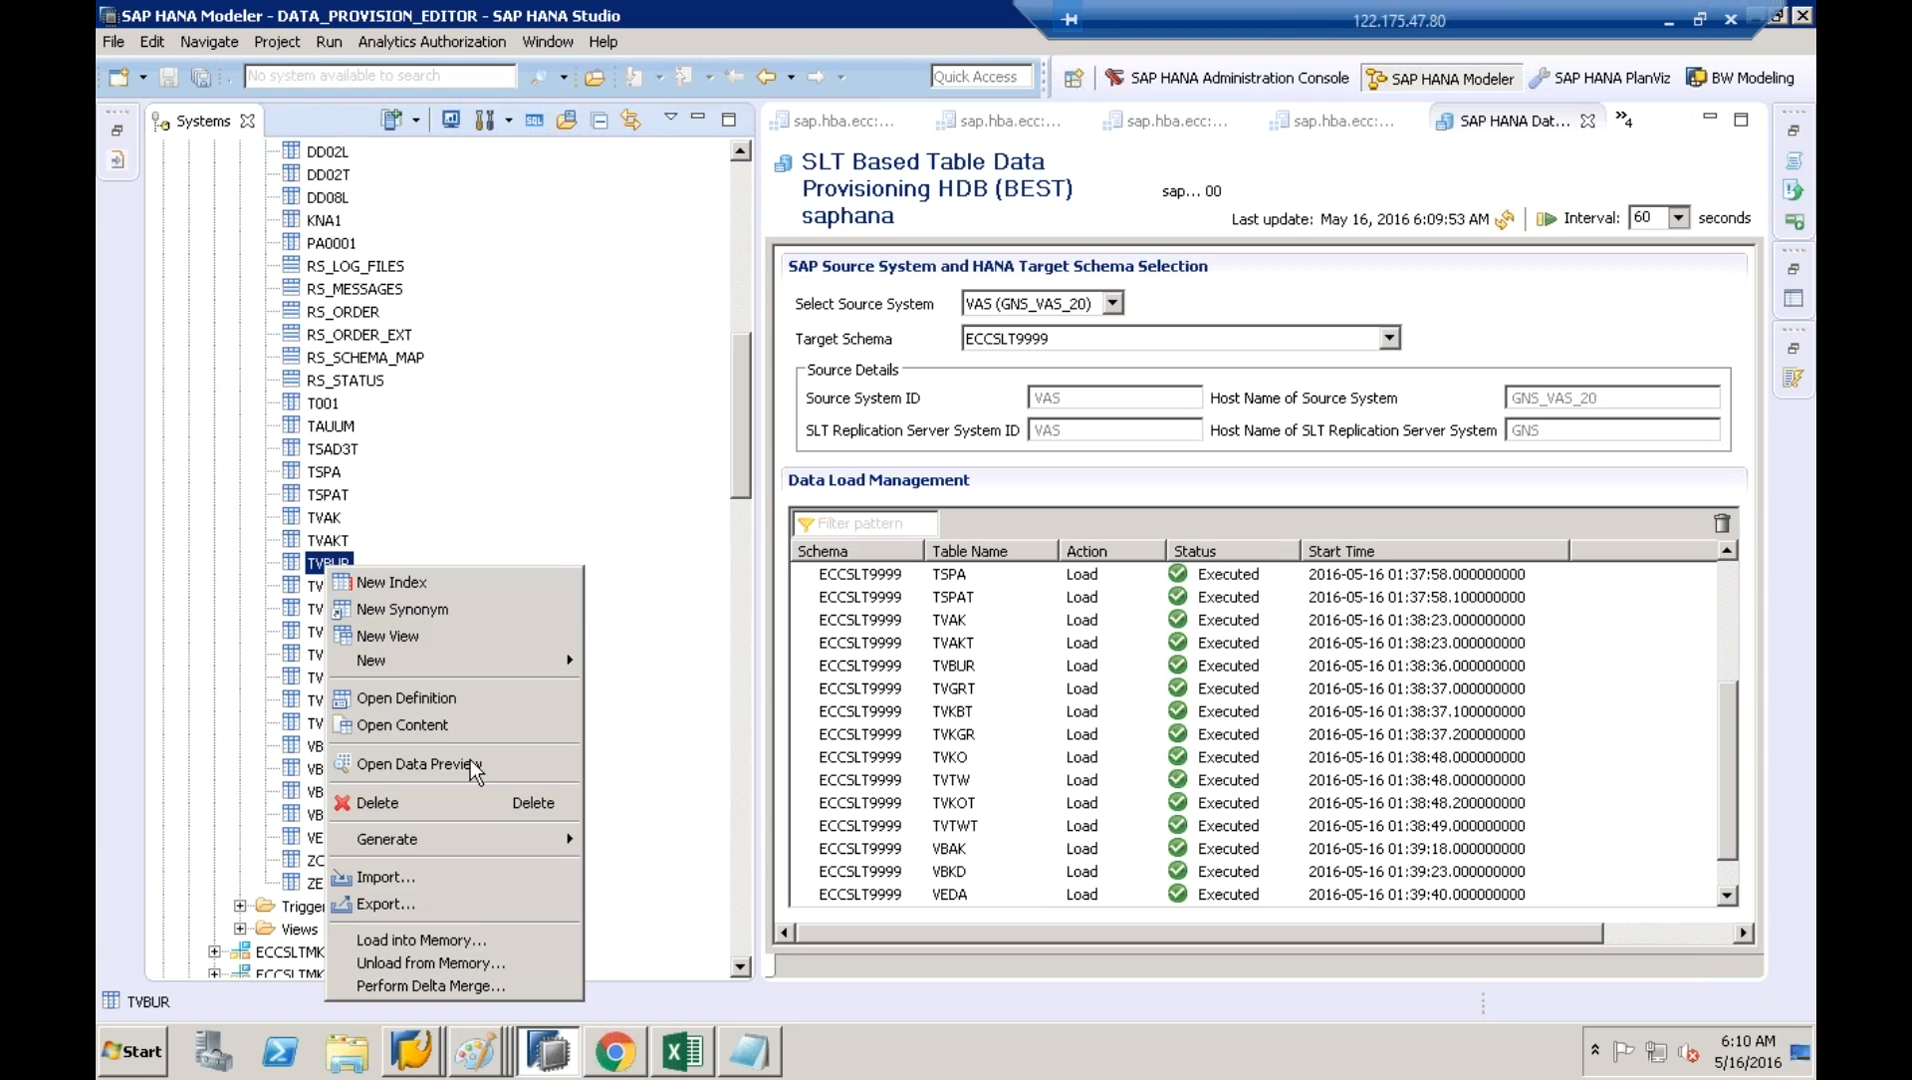 SAP HANA Modeler - DATA_PROVISION_EDITOR - SAP HANA Studio
122.175.47.80
File Edit Navigate Project Run Analytics Authorization Window Help
No system available to search
Quick Access
SAP HANA Administration Console
SAP HANA Modeler
SAP HANA PlanViz
BW Modeling
Systems
DD02L
DD02T
DD08L
KNA1
PA0001
RS_LOG_FILES
RS_MESSAGES
RS_ORDER
RS_ORDER_EXT
RS_SCHEMA_MAP
RS_STATUS
T001
TAUUM
TSAD3T
TSPA
TSPAT
TVAK
TVAKT
TVBUR
TV
TV
TV
TV
TV
TV
TV
VB
VB
VB
VB
VE
ZC
ZE
Trigger
Views
ECCSLTMK
ECCSLTMK
New Index
New Synonym
New View
New
Open Definition
Open Content
Open Data Preview
Delete Delete
Generate
Import...
Export...
Load into Memory...
Unload from Memory...
Perform Delta Merge...
TVBUR
sap.hba.ecc:...
sap.hba.ecc:...
sap.hba.ecc:...
sap.hba.ecc:...
SAP HANA Dat...
»4
SLT Based Table Data
Provisioning HDB (BEST)
saphana
sap... 00
Last update: May 16, 2016 6:09:53 AM
Interval: 60 seconds
SAP Source System and HANA Target Schema Selection
Select Source System VAS (GNS_VAS_20)
Target Schema ECCSLT9999
Source Details
Source System ID VAS Host Name of Source System GNS_VAS_20
SLT Replication Server System ID VAS Host Name of SLT Replication Server System GNS
Data Load Management
Filter pattern
Schema Table Name Action Status Start Time
ECCSLT9999 TSPA Load Executed 2016-05-16 01:37:58.000000000
ECCSLT9999 TSPAT Load Executed 2016-05-16 01:37:58.100000000
ECCSLT9999 TVAK Load Executed 2016-05-16 01:38:23.000000000
ECCSLT9999 TVAKT Load Executed 2016-05-16 01:38:23.000000000
ECCSLT9999 TVBUR Load Executed 2016-05-16 01:38:36.000000000
ECCSLT9999 TVGRT Load Executed 2016-05-16 01:38:37.000000000
ECCSLT9999 TVKBT Load Executed 2016-05-16 01:38:37.100000000
ECCSLT9999 TVKGR Load Executed 2016-05-16 01:38:37.200000000
ECCSLT9999 TVKO Load Executed 2016-05-16 01:38:48.000000000
ECCSLT9999 TVTW Load Executed 2016-05-16 01:38:48.000000000
ECCSLT9999 TVKOT Load Executed 2016-05-16 01:38:48.200000000
ECCSLT9999 TVTWT Load Executed 2016-05-16 01:38:49.000000000
ECCSLT9999 VBAK Load Executed 2016-05-16 01:39:18.000000000
ECCSLT9999 VBKD Load Executed 2016-05-16 01:39:23.000000000
ECCSLT9999 VEDA Load Executed 2016-05-16 01:39:40.000000000
Start
6:10 AM
5/16/2016